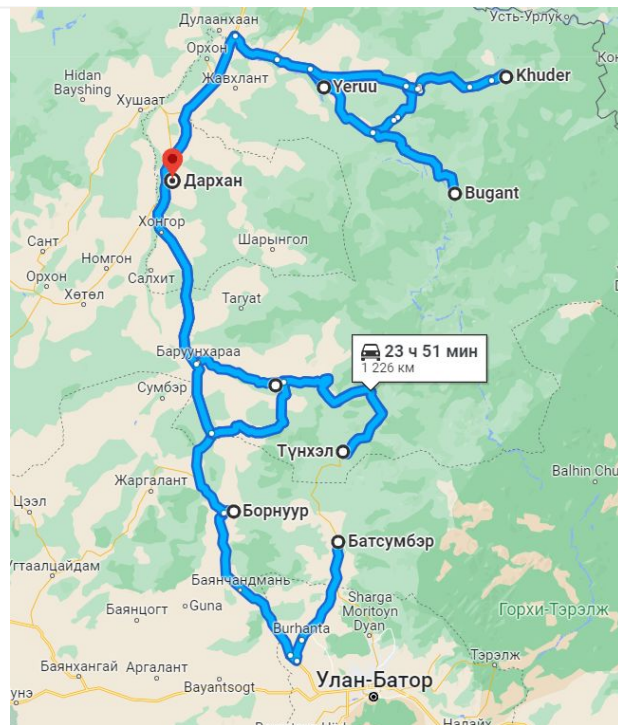 Дулаанхаан
Усть-Урлук
Орхон
Hidan
Bayshing
Жавхлант
Yeruu
Khuder
Хушаат
Дархан
Bugant
Хонгор
Сант
Номгон
Шарынгол
Орхон
Салхит
Хөтөл
Taryat
Баруунхараа
23 ч 51 мин
1 226 км
Сумбэр
Түнхэл
Balhin Chu
Жаргалант
Цээл
Борнуур
Батсумбэр
Угтаалцайдам
Баянчандмань
Sharga
Moritoyn
Dyan
Горхи-Тэрэлж
Баянцогт
Guna
Burhanta
Тэрэлж
Баянхангай
Аргалант
Bayantsogt
Улан-Батор